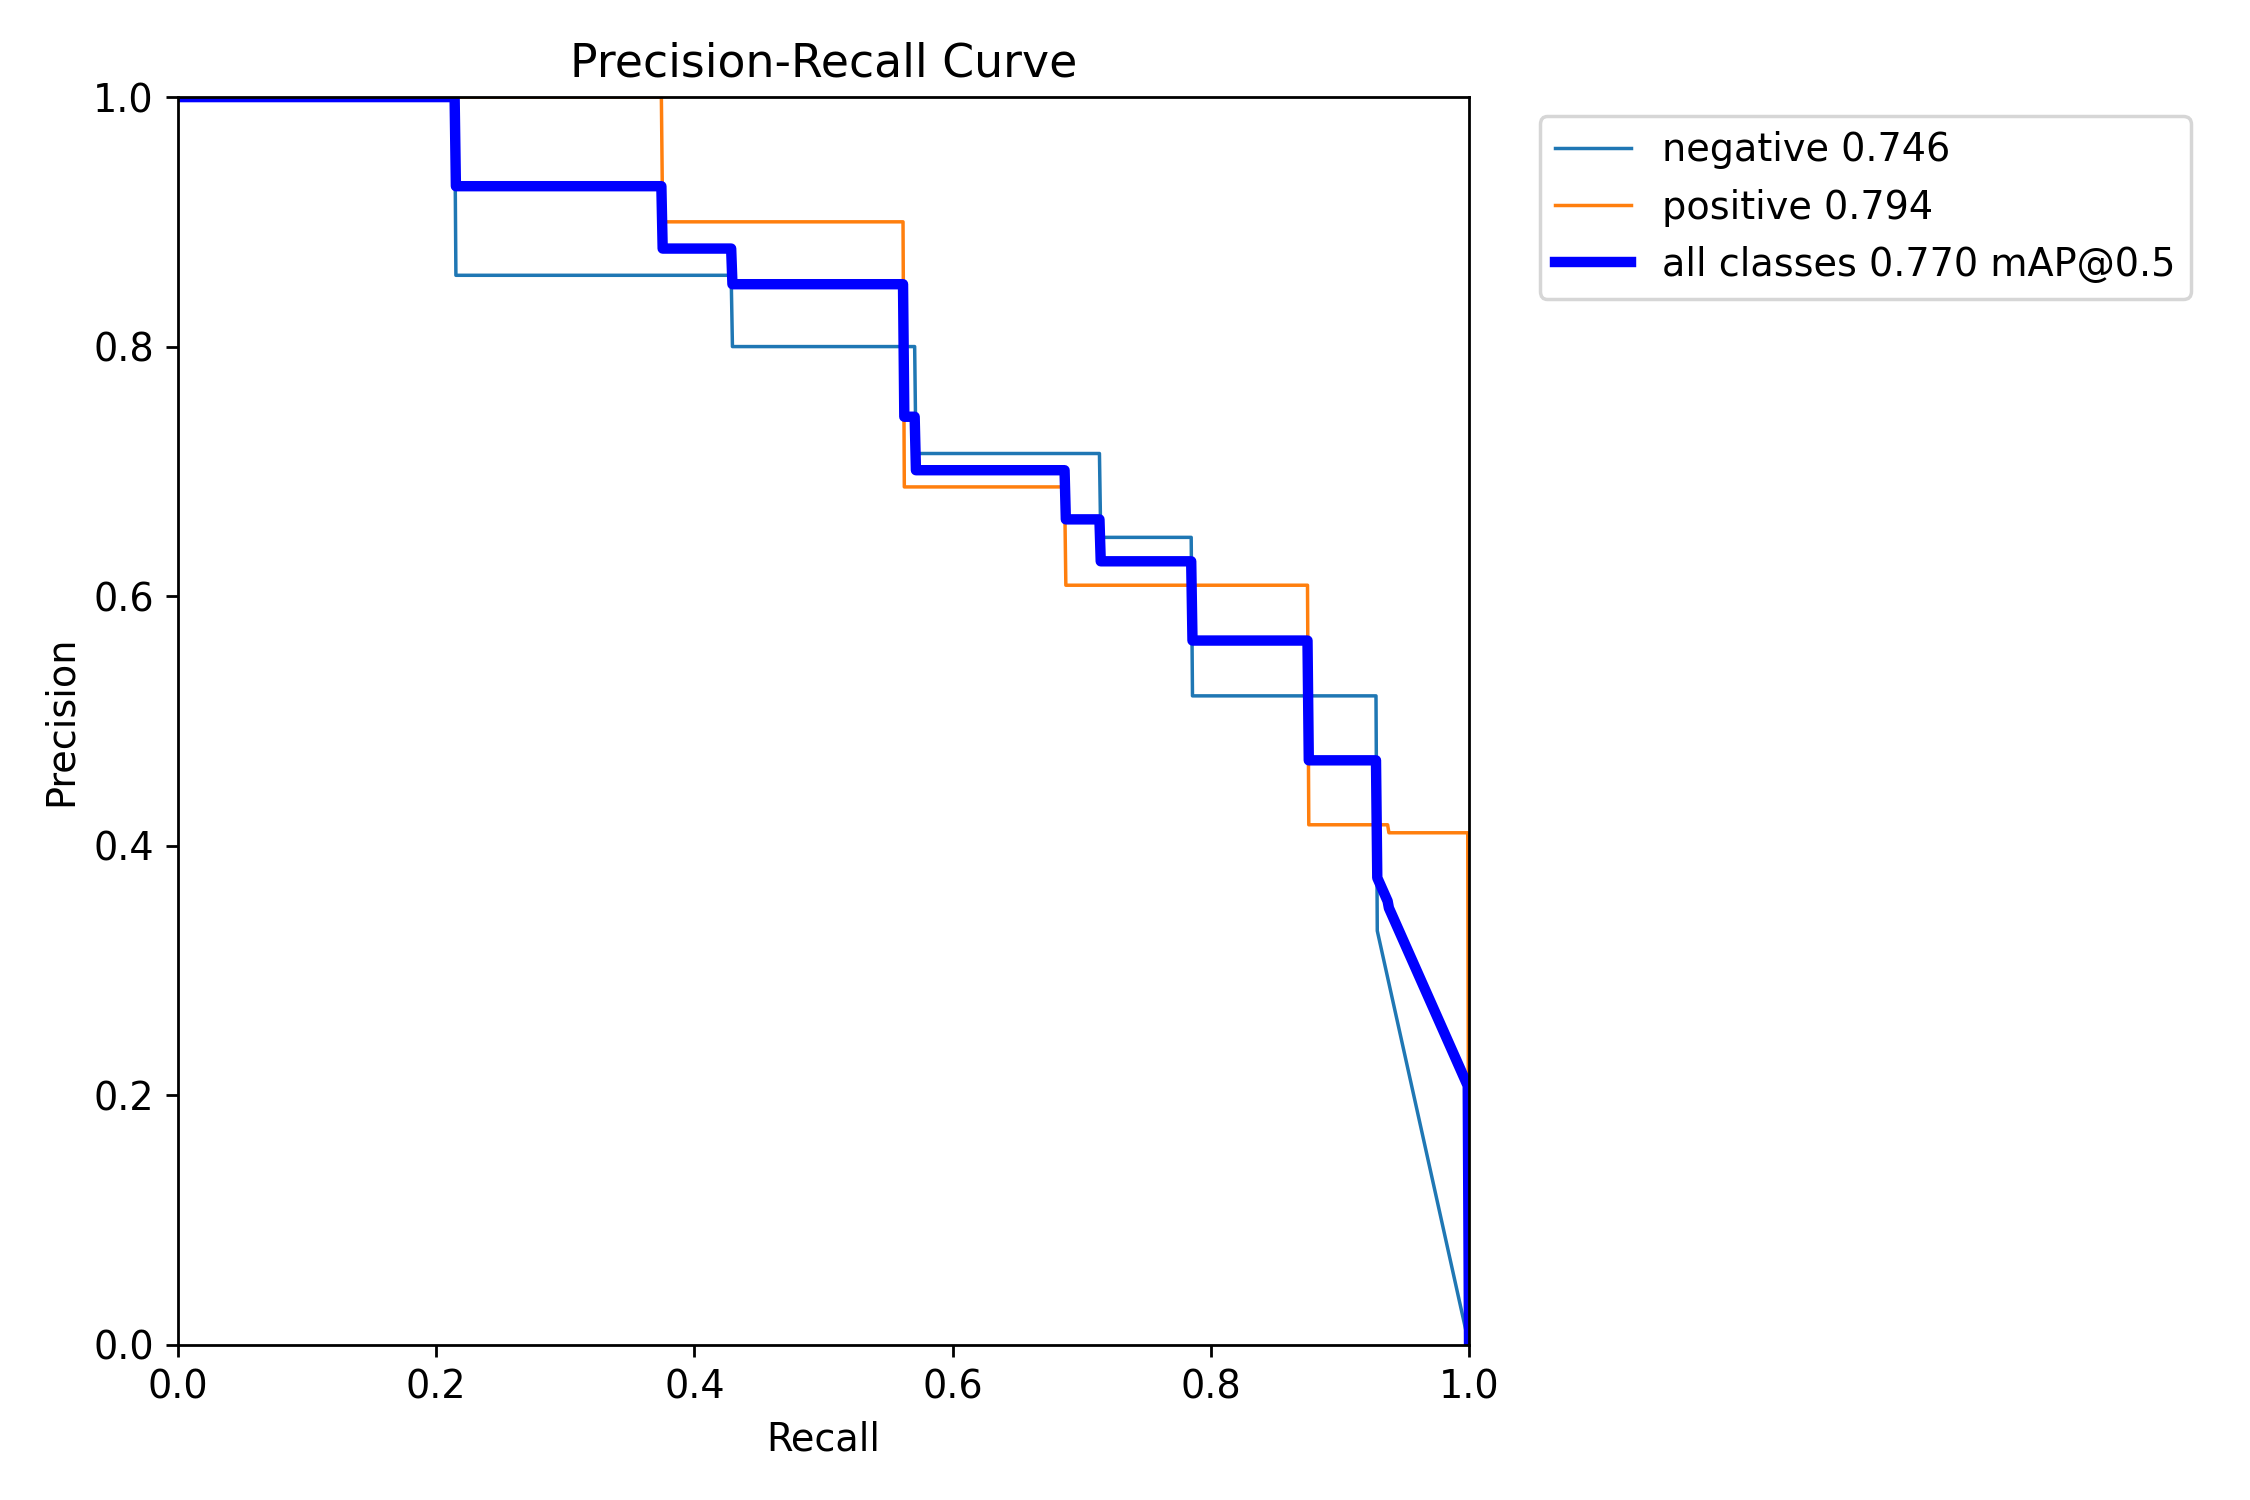 Precision-Recall Curve
negative 0.746
positive 0.794
all classes 0.770 mAP@0.5
Precision
1.0
0.8
0.6
0.4
0.2
0.0
0.0 0.2 0.4 0.6 0.8 1.0
Recall